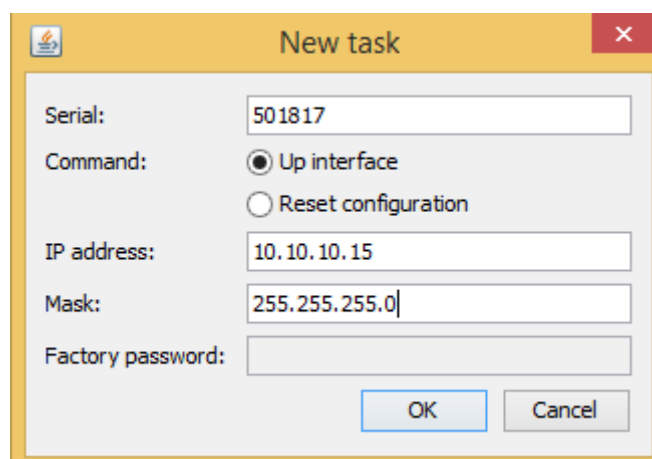 New task
Serial: 501817
Command: Up interface
Reset configuration
IP address: 10.10.10.15
Mask: 255.255.255.0
Factory password:
OK Cancel